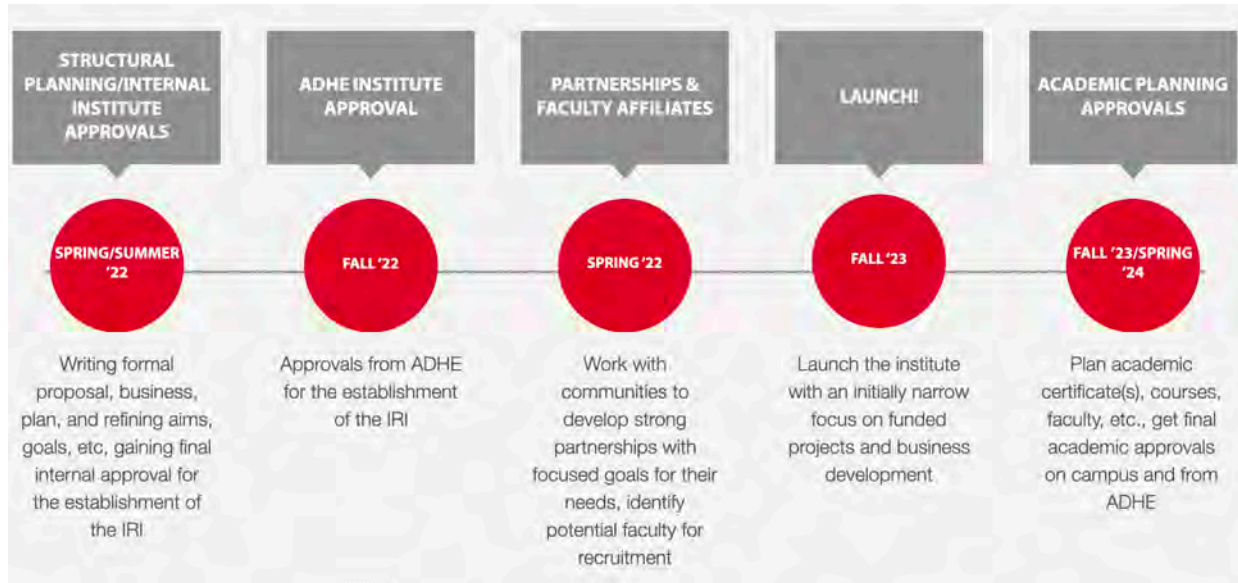 STRUCTURAL
PLANNING/INTERNAL
INSTITUTE
APPROVALS
SPRING/SUMMER
'22
Writing formal
proposal, business,
plan, and refining aims,
goals, etc, gaining final
internal approval for
the establishment of
the IRI
ADHE INSTITUTE
APPROVAL
FALL '22
Approvals from ADHE
for the establishment
of the IRI
PARTNERSHIPS &
FACULTY AFFILIATES
SPRING '22
Work with
communities to
develop strong
partnerships with
focused goals for their
needs, identify
potential faculty for
recruitment
LAUNCH!
FALL '23
Launch the institute
with an initially narrow
focus on funded
projects and business
development
ACADEMIC PLANNING
APPROVALS
FALL '23/SPRING
'24
Plan academic
certificate(s), courses,
faculty, etc., get final
academic approvals
on campus and from
ADHE